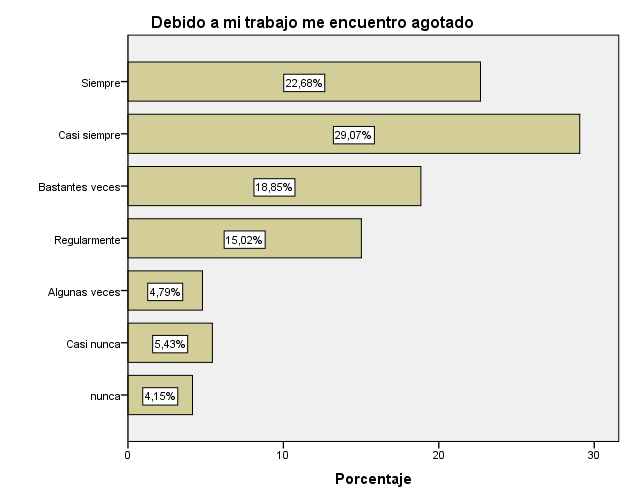 Debido a mi trabajo me encuentro agotado
Siempre
22,68%
Casi siempre
29,07%
Bastantes veces
18,85%
Regularmente
15,02%
Algunas veces
4,79%
Casi nunca
5,43%
nunca
4,15%
0 10 20 30
Porcentaje